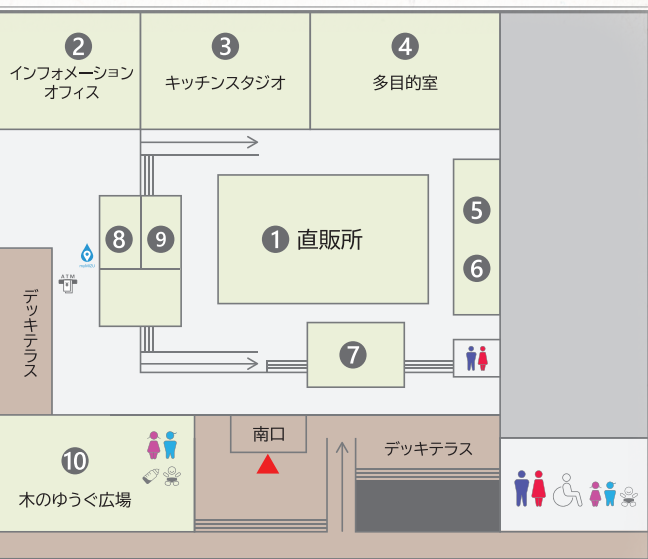 2
インフォメーション
オフィス
3
キッチンスタジオ
4
多目的室
5
6
1 直販所
8
9
ATM
デッキテラス
7
10
木のゆうぐ広場
南口
デッキテラス